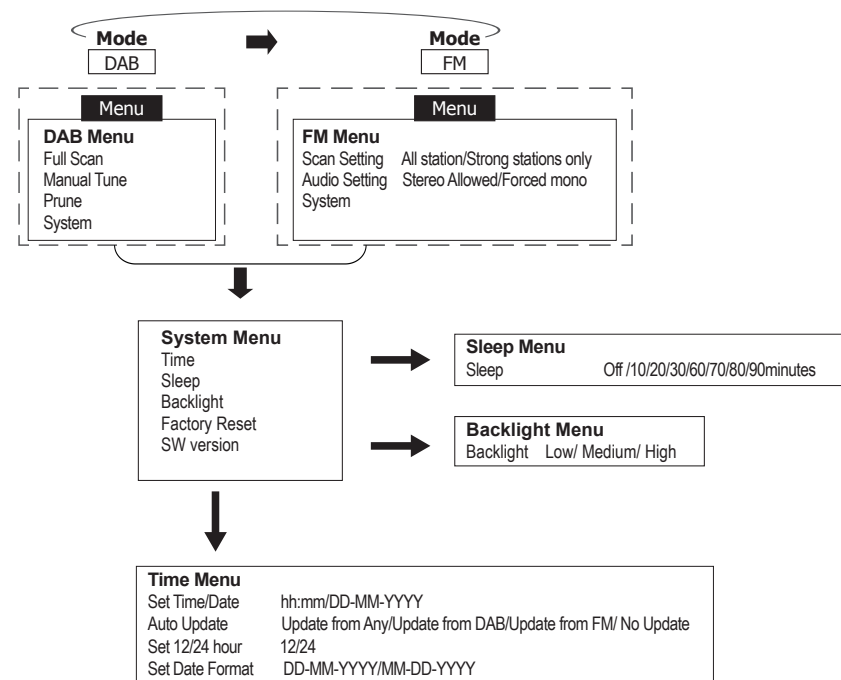 Mode Mode
DAB FM
Menu Menu
DAB Menu
Full Scan
Manual Tune
Prune
System
FM Menu
Scan Setting All station/Strong stations only
Audio Setting Stereo Allowed/Forced mono
System
System Menu
Time
Sleep
Backlight
Factory Reset
SW version
Sleep Menu
Sleep Off /10/20/30/60/70/80/90minutes
Backlight Menu
Backlight Low/ Medium/ High
Time Menu
Set Time/Date hh:mm/DD-MM-YYYY
Auto Update Update from Any/Update from DAB/Update from FM/ No Update
Set 12/24 hour 12/24
Set Date Format DD-MM-YYYY/MM-DD-YYYY